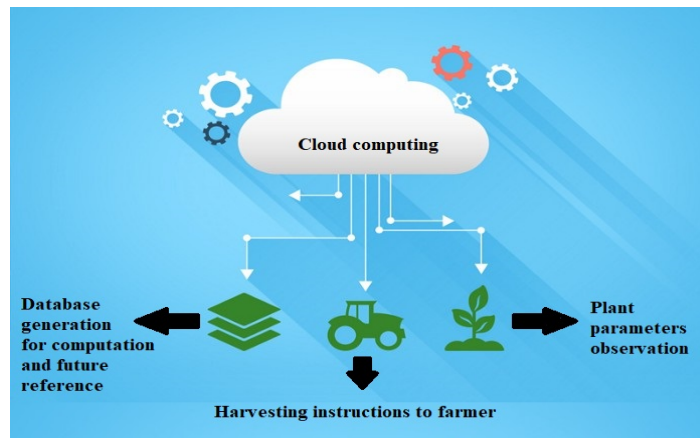 Cloud computing
Database
generation
for computation
and future
reference
Plant
parameters
observation
Harvesting instructions to farmer